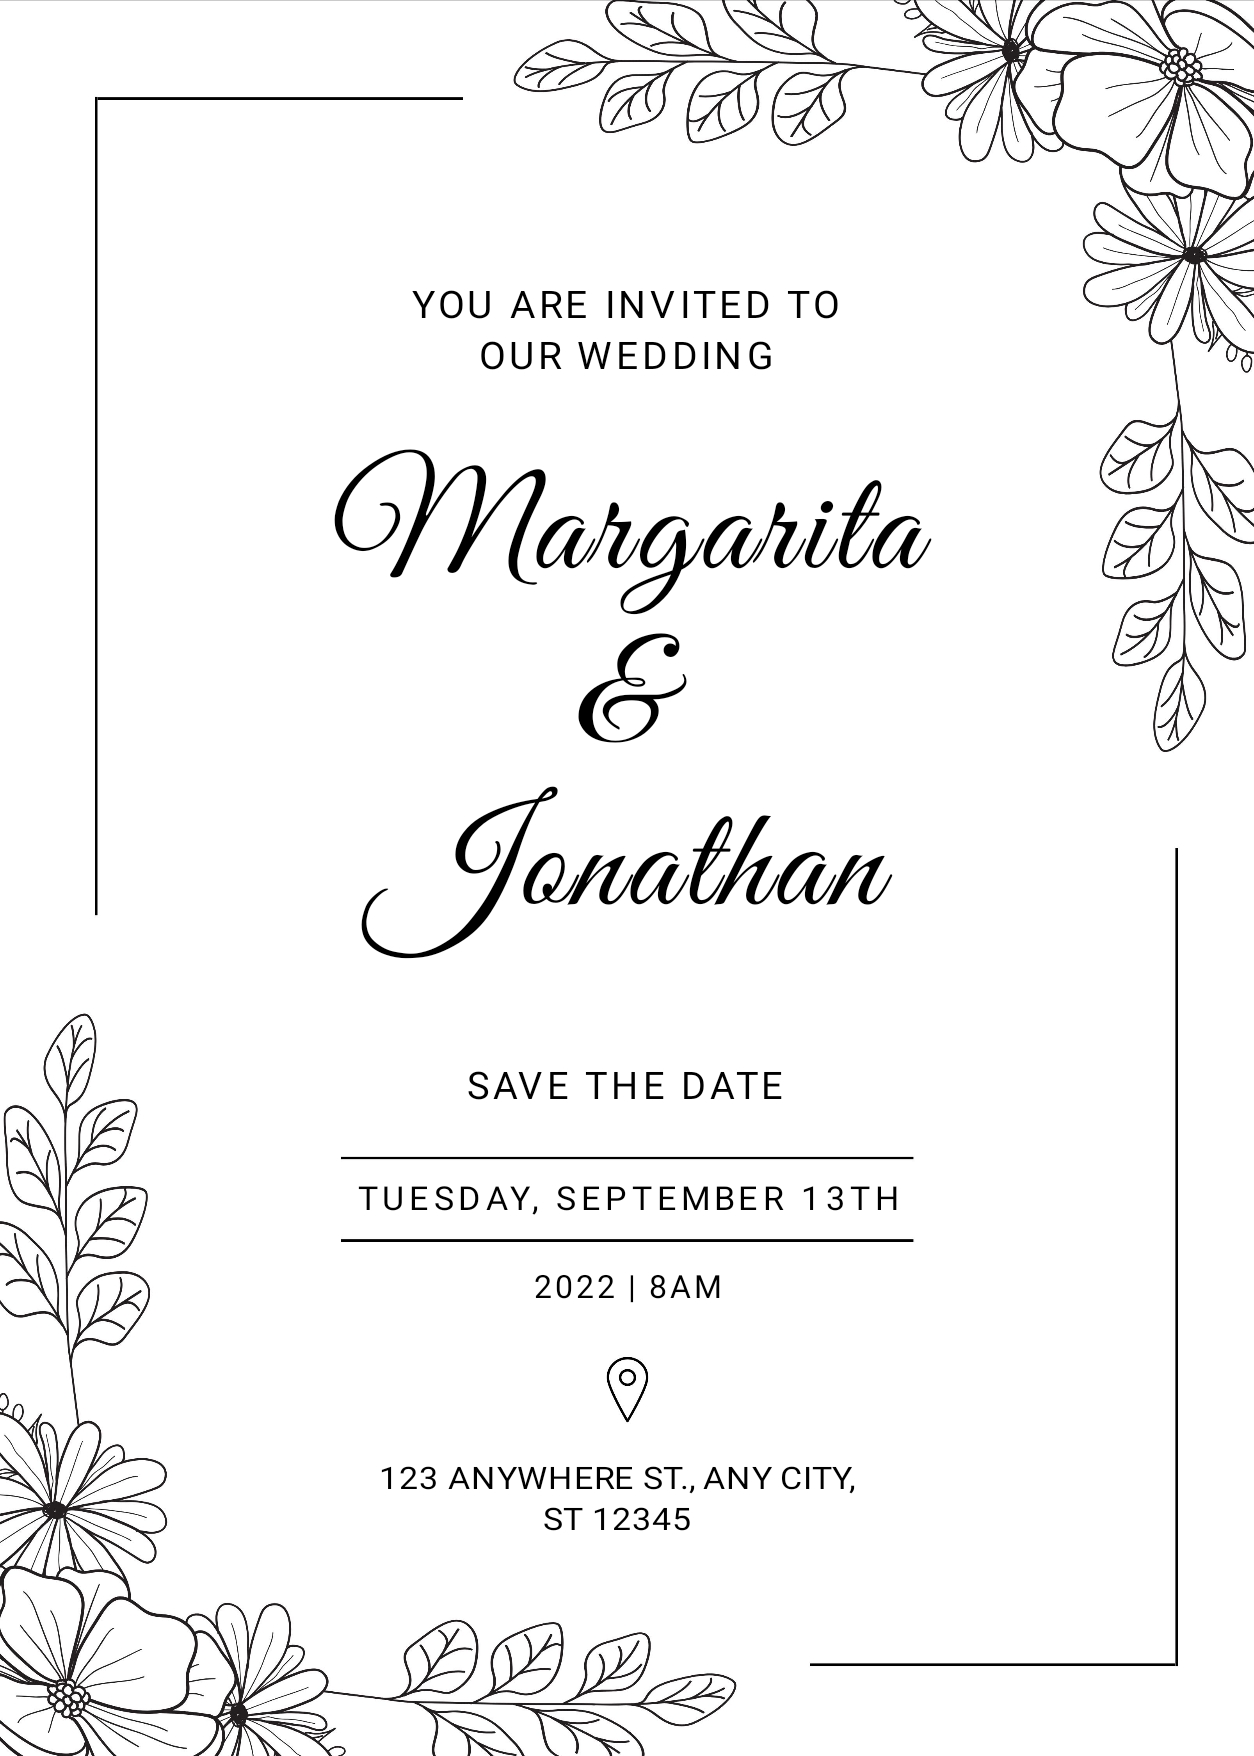 YOU ARE INVITED TO
OUR WEDDING
Margarita
&
Jonathan
SAVE THE DATE
TUESDAY, SEPTEMBER 13TH
2022 | 8AM
123 ANYWHERE ST., ANY CITY,
ST 12345